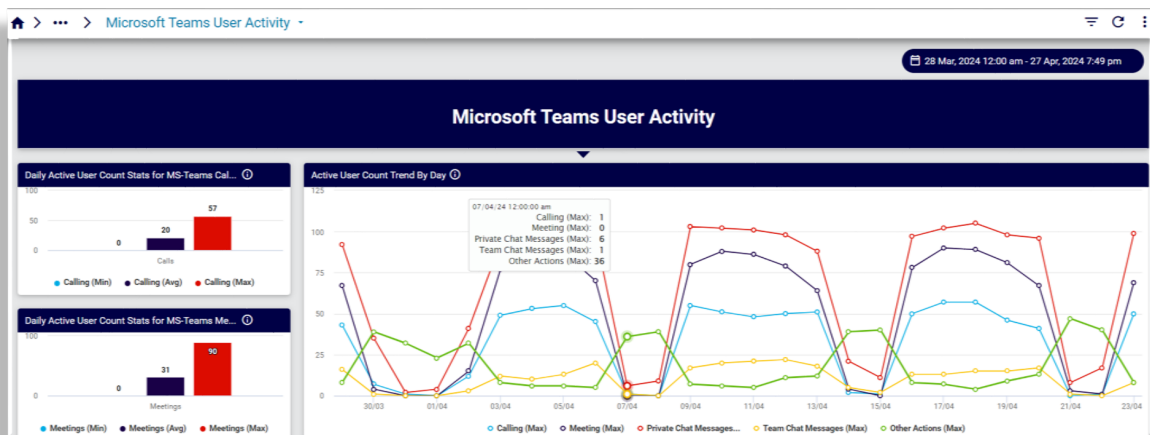 Microsoft Teams User Activity
28 Mar, 2024 12:00 am - 27 Apr, 2024 7:49 pm
Microsoft Teams User Activity
Daily Active User Count Stats for MS-Teams Cal...
100
50
0
0
20
57
Calls
Calling (Min) Calling (Avg) Calling (Max)
Daily Active User Count Stats for MS-Teams Me...
100
0
0
31
90
Meetings
Meetings (Min) Meetings (Avg) Meetings (Max)
Active User Count Trend By Day
125
100
75
50
25
0
07/04/24 12:00:00 am
Calling (Max): 1
Meeting (Max): 0
Private Chat Messages (Max): 6
Team Chat Messages (Max): 1
Other Actions (Max): 36
30/03 01/04 03/04 05/04 07/04 09/04 11/04 13/04 15/04 17/04 19/04 21/04 23/04
Calling (Max) Meeting (Max) Private Chat Messages... Team Chat Messages (Max) Other Actions (Max)